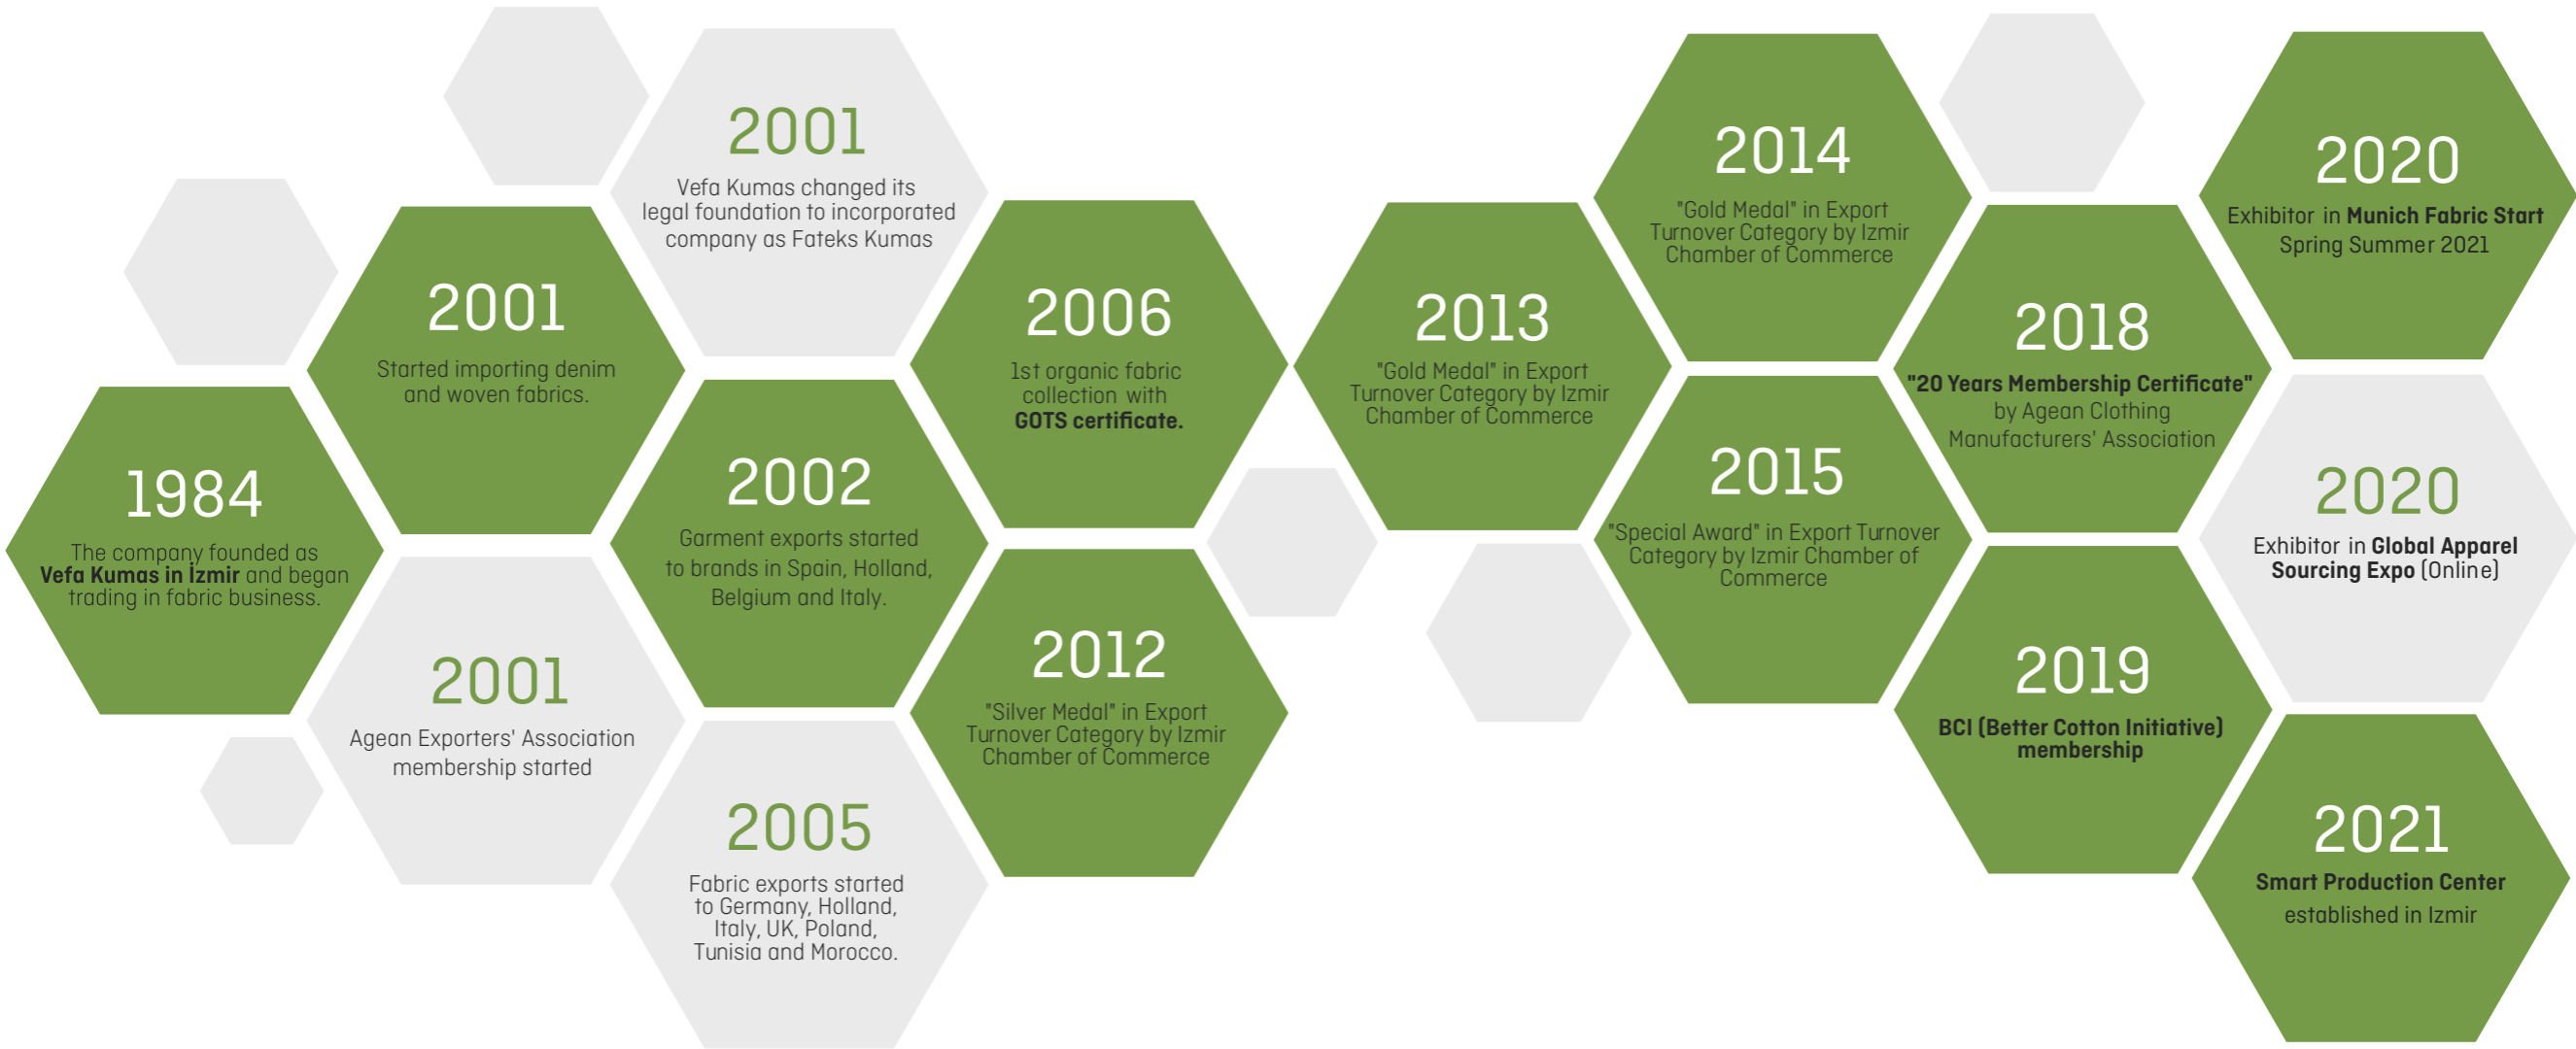 1984
The company founded as
Vefa Kumas in İzmir and began
trading in fabric business.
2001
Started importing denim
and woven fabrics.
2001
Agean Exporters' Association
membership started
2001
Vefa Kumas changed its
legal foundation to incorporated
company as Fateks Kumas
2002
Garment exports started
to brands in Spain, Holland,
Belgium and Italy.
2005
Fabric exports started
to Germany, Holland,
Italy, UK, Poland,
Tunisia and Morocco.
2006
1st organic fabric
collection with
GOTS certificate.
2012
"Silver Medal" in Export
Turnover Category by Izmir
Chamber of Commerce
2013
"Gold Medal" in Export
Turnover Category by Izmir
Chamber of Commerce
2014
"Gold Medal" in Export
Turnover Category by Izmir
Chamber of Commerce
2015
"Special Award" in Export Turnover
Category by Izmir Chamber of
Commerce
2018
"20 Years Membership Certificate"
by Agean Clothing
Manufacturers' Association
2019
BCI (Better Cotton Initiative)
membership
2020
Exhibitor in Munich Fabric Start
Spring Summer 2021
2020
Exhibitor in Global Apparel
Sourcing Expo (Online)
2021
Smart Production Center
established in Izmir